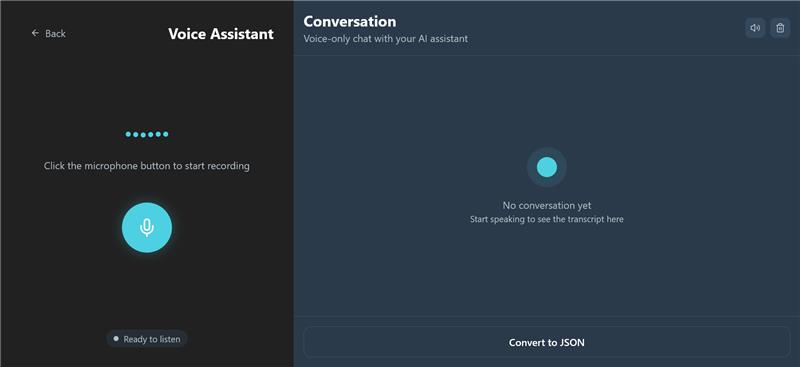 Back
Voice Assistant
Click the microphone button to start recording
Ready to listen
Conversation
Voice-only chat with your AI assistant
No conversation yet
Start speaking to see the transcript here
Convert to JSON